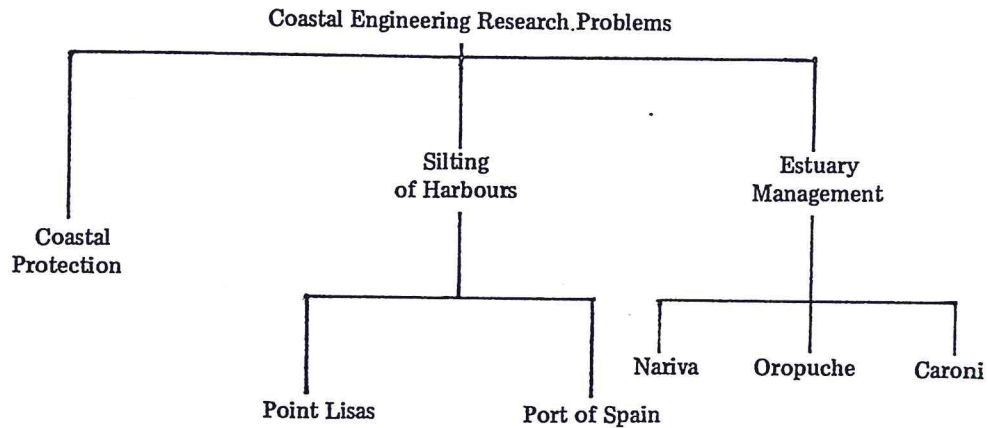 Coastal Engineering Research.Problems
Silting
of Harbours
Estuary
Management
Coastal
Protection
Nariva
Oropuche
Caroni
Point Lisas
Port of Spain